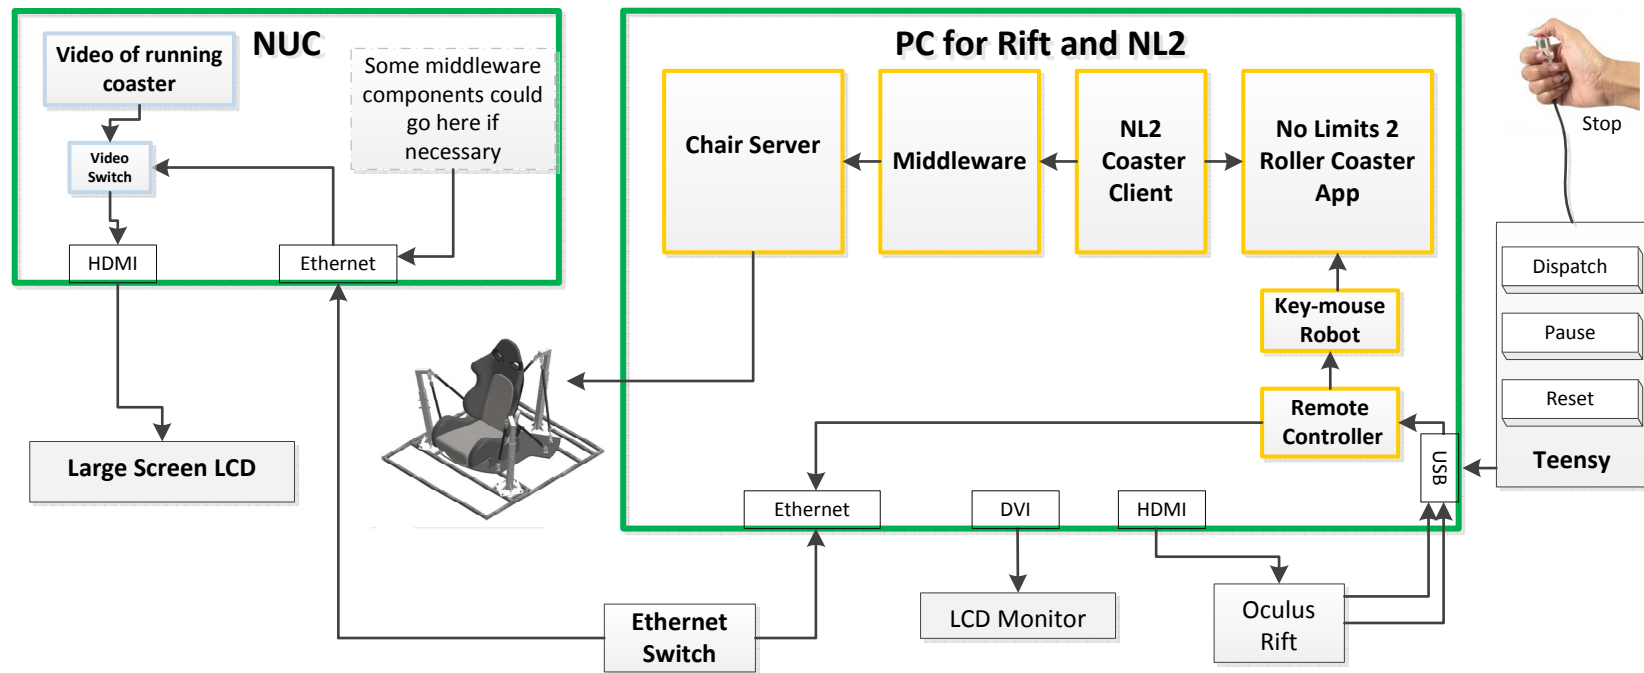 NUC
Video of running
coaster
Some middleware
components could
go here if
necessary
Video
Switch
HDMI
Ethernet
Large Screen LCD
PC for Rift and NL2
Chair Server
Middleware
NL2
Coaster
Client
No Limits 2
Roller Coaster
App
Key-mouse
Robot
Remote
Controller
USB
Ethernet
DVI
HDMI
Stop
Dispatch
Pause
Reset
Teensy
Ethernet
Switch
LCD Monitor
Oculus
Rift